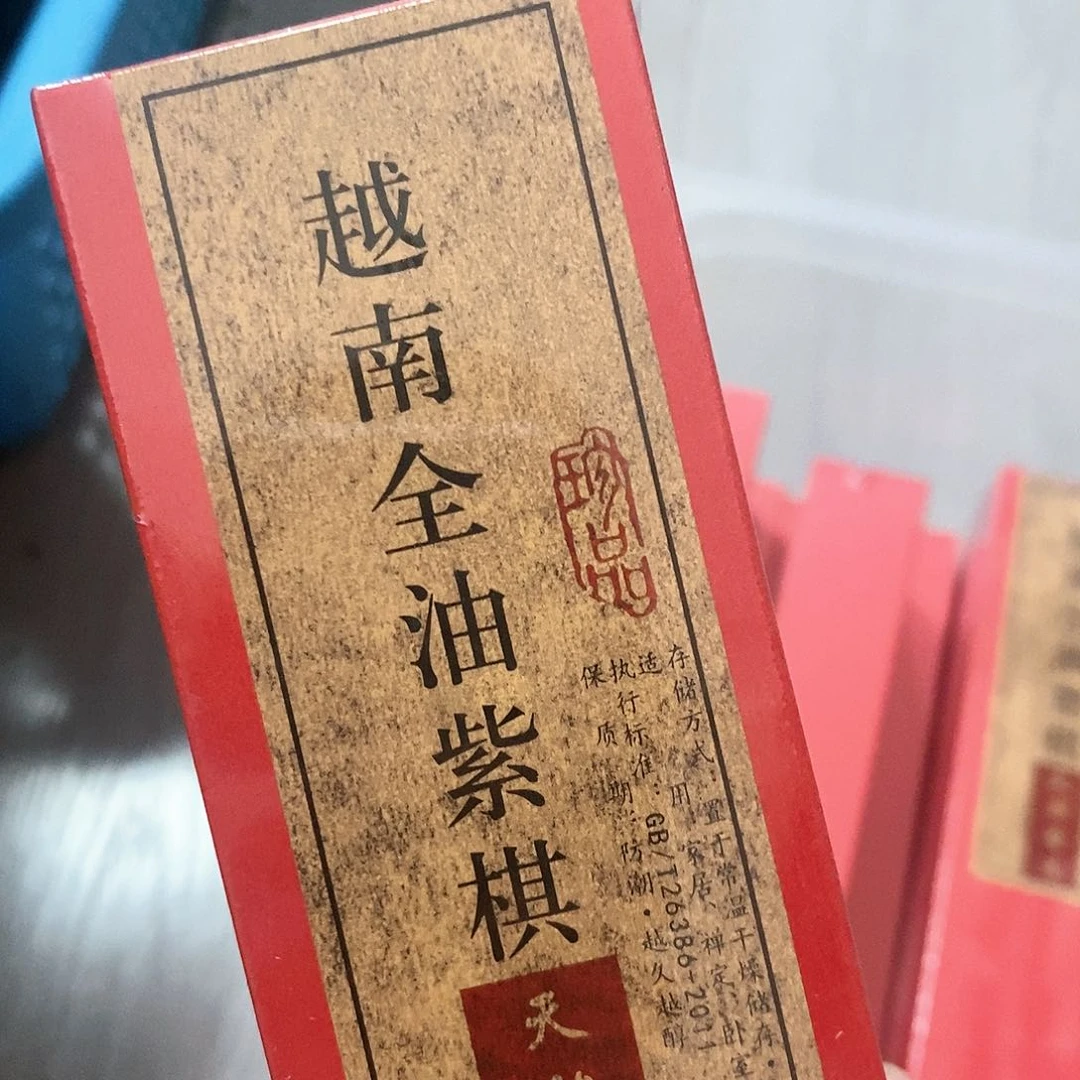 越南全油紫棋
珍品
存储方式：置于常温干燥储存。
适用：家居、禅定、卧室
执行标准：GB/T26386-2011
保质期：防潮·越久越醇
天